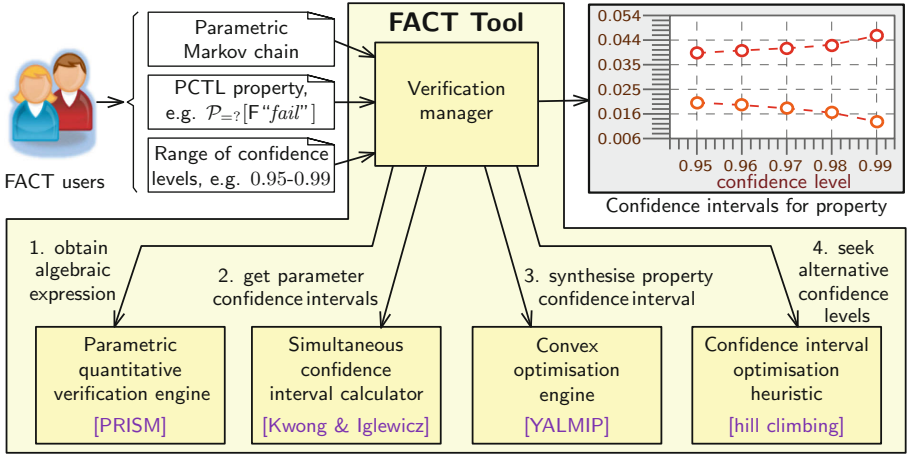 FACT Tool
Parametric
Markov chain
PCTL property,
e.g. P=?[F"fail"]
Range of confidence
levels, e.g. 0.95-0.99
FACT users
Verification
manager
0.054
0.044
0.035
0.025
0.016
0.006
0.95 0.96 0.97 0.98 0.99
confidence level
Confidence intervals for property
1. obtain
algebraic
expression
2. get parameter
confidence intervals
3. synthesise property
confidence interval
4. seek
alternative
confidence
levels
Parametric
quantitative
verification engine
[PRISM]
Simultaneous
confidence
interval calculator
[Kwong & Iglewicz]
Convex
optimisation
engine
[YALMIP]
Confidence interval
optimisation
heuristic
[hill climbing]